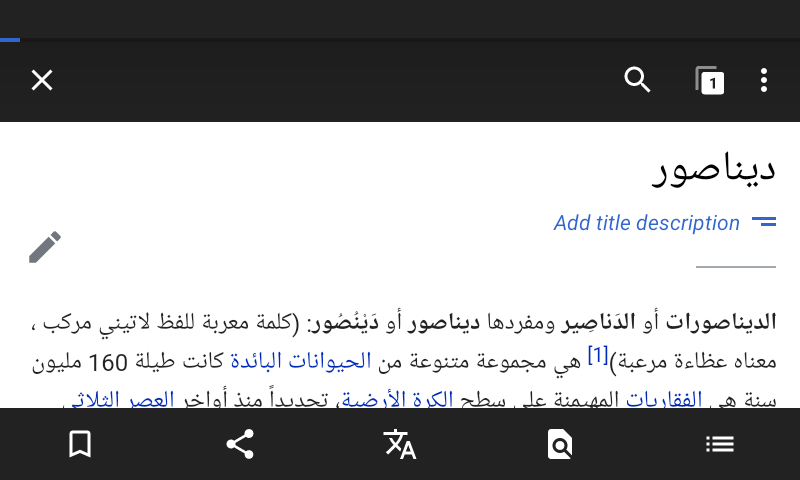 1
ديناصور
Add title description
الديناصورات أو الدَناصِير ومفردها ديناصور أو دَيْنُصُور: (كلمة معربة للفظ لاتيني مركب ،
معناه عظاءة مرعبة)[1] هي مجموعة متنوعة من الحيوانات البائدة كانت طيلة 160 مليون
سنة هي الفقاريات المهيمنة على سطح الكرة الأرضية، تحديداً منذ أواخر العصر الثلاثي